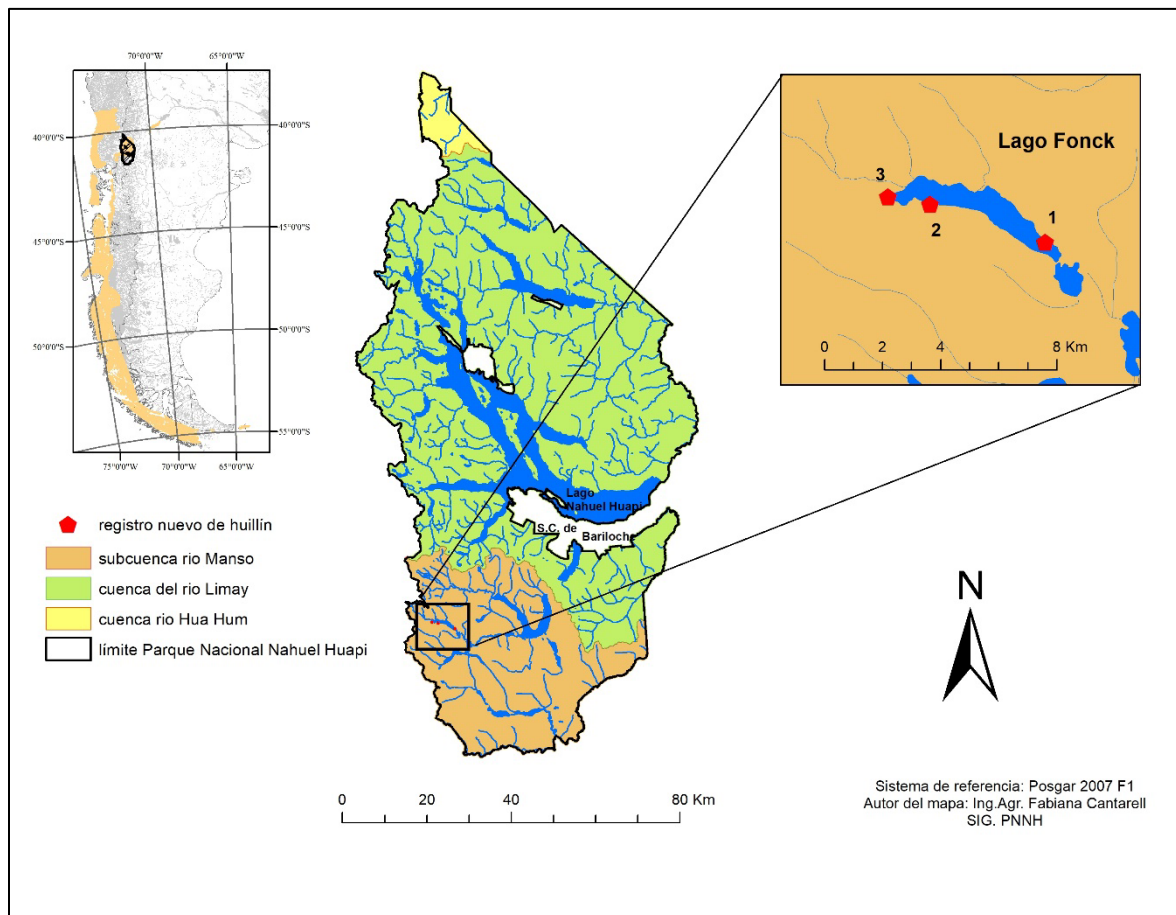 70°0'0"W
65°0'0"W
40°0'0"S
40°0'0"S
45°0'0"S
45°0'0"S
50°0'0"S
50°0'0"S
55°0'0"S
75°0'0"W
70°0'0"W
65°0'0"W
registro nuevo de huillín
subcuenca rio Manso
cuenca del rio Limay
cuenca rio Hua Hum
límite Parque Nacional Nahuel Huapi
Lago
Nahuel Huapi
S.C. de
Bariloche
0 20 40 80 Km
Lago Fonck
3
2
1
0 2 4 8 Km
N
Sistema de referencia: Posgar 2007 F1
Autor del mapa: Ing.Agr. Fabiana Cantarell
SIG. PNNH